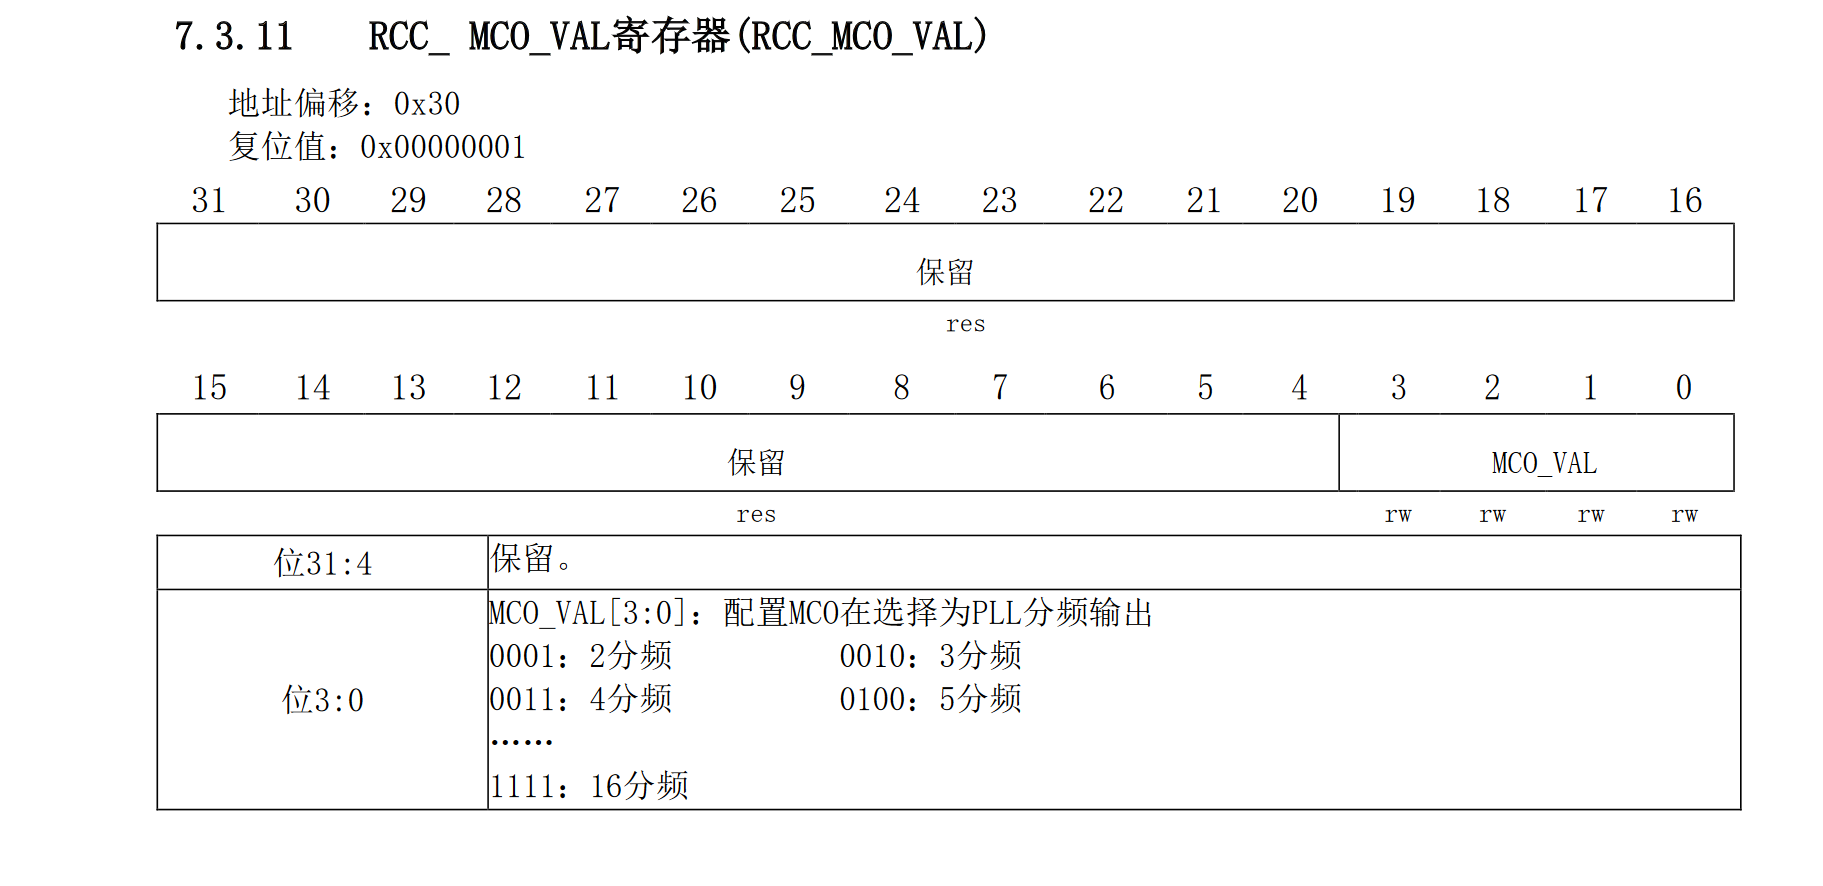 7.3.11 RCC_ MCO_VAL寄存器(RCC_MCO_VAL)
地址偏移：0x30
复位值：0x00000001
31 30 29 28 27 26 25 24 23 22 21 20 19 18 17 16
保留
res
15 14 13 12 11 10 9 8 7 6 5 4 3 2 1 0
保留 MCO_VAL
res rw rw rw rw
位31:4 保留。
MCO_VAL[3:0]：配置MCO在选择为PLL分频输出
0001：2分频 0010：3分频
位3:0 0011：4分频 0100：5分频
……
1111：16分频